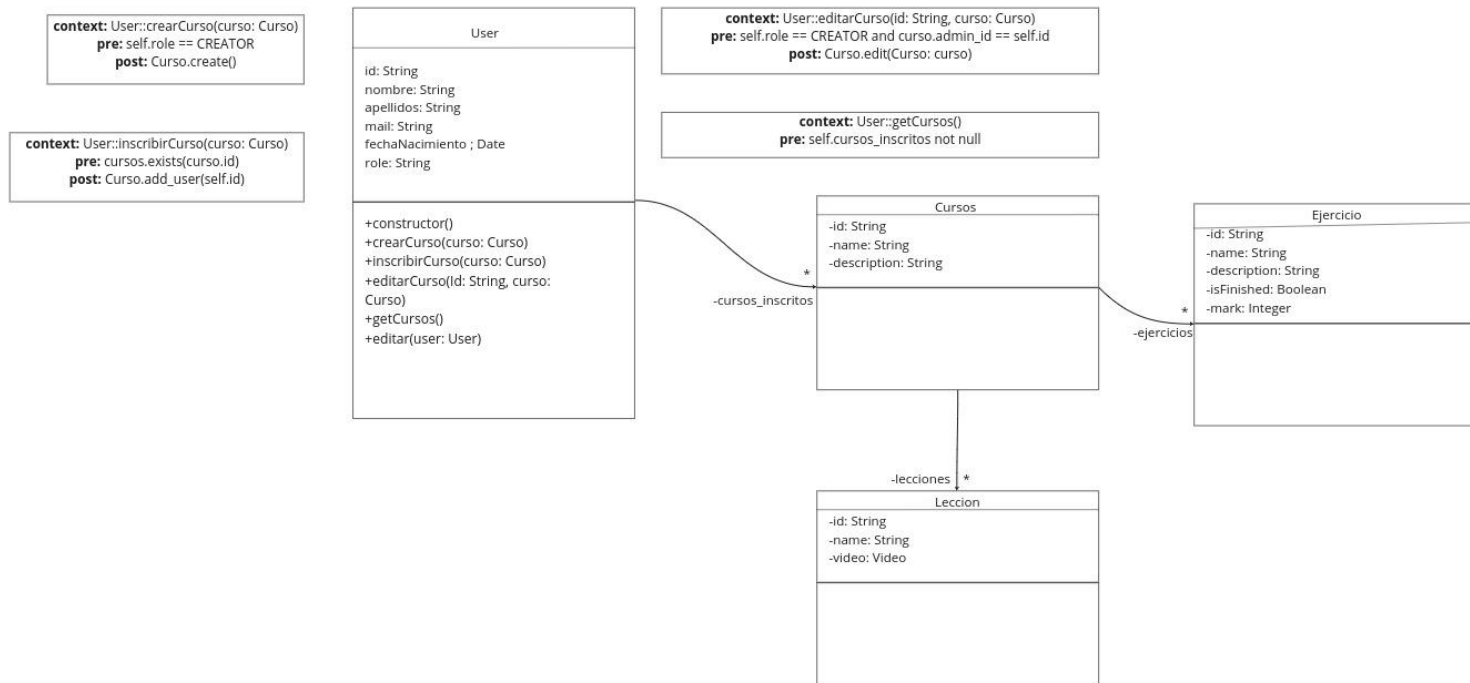 context: User::crearCurso(curso: Curso)
pre: self.role == CREATOR
post: Curso.create()
context: User::inscribirCurso(curso: Curso)
pre: cursos.exists(curso.id)
post: Curso.add_user(self.id)
User
id: String
nombre: String
apellidos: String
mail: String
fechaNacimiento ; Date
role: String
+constructor()
+crearCurso(curso: Curso)
+inscribirCurso(curso: Curso)
+editarCurso(Id: String, curso:
Curso)
+getCursos()
+editar(user: User)
context: User::editarCurso(id: String, curso: Curso)
pre: self.role == CREATOR and curso.admin_id == self.id
post: Curso.edit(Curso: curso)
context: User::getCursos()
pre: self.cursos_inscritos not null
*
-cursos_inscritos
Cursos
-id: String
-name: String
-description: String
*
-ejercicios
Ejercicio
-id: String
-name: String
-description: String
-isFinished: Boolean
-mark: Integer
-lecciones *
Leccion
-id: String
-name: String
-video: Video